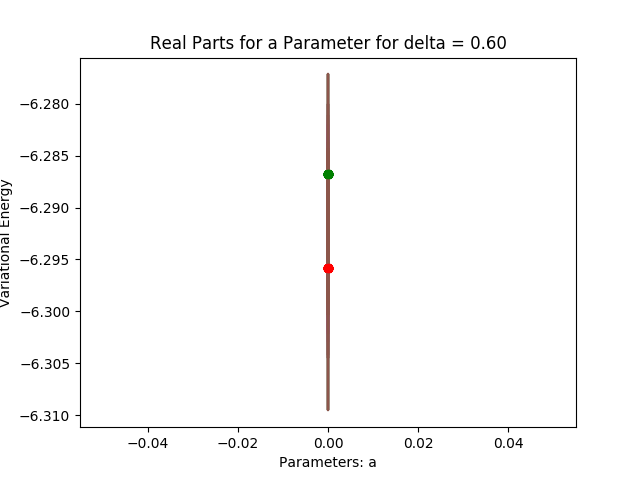 Real Parts for a Parameter for delta = 0.60
Variational Energy
−6.280
−6.285
−6.290
−6.295
−6.300
−6.305
−6.310
−0.04 −0.02 0.00 0.02 0.04
Parameters: a